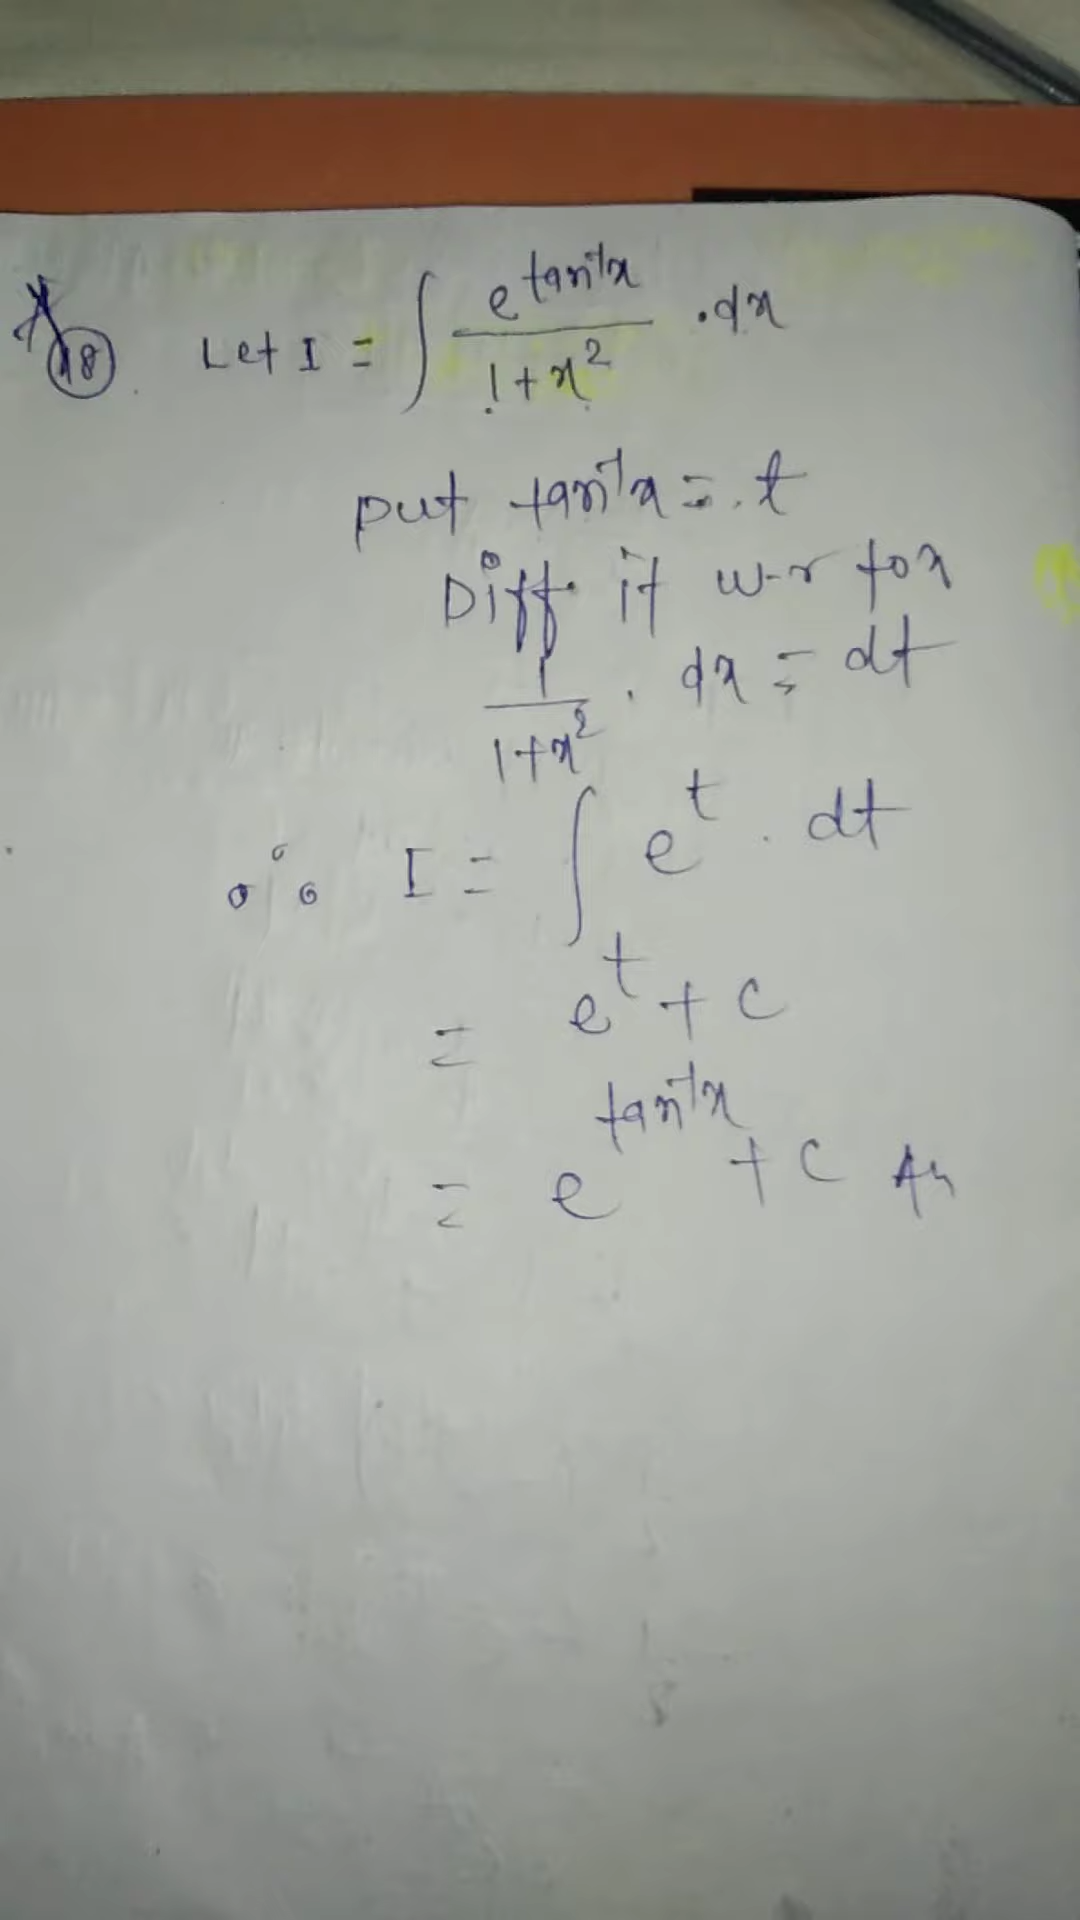 18 Let I = ∫ e^tan⁻¹x / 1+x² .dx
put tan⁻¹x = t
Diff. it w-r to x
1 / 1+x² . dx = dt
∴ I = ∫ e^t . dt
= e^t + c
= e^tan⁻¹x + c An